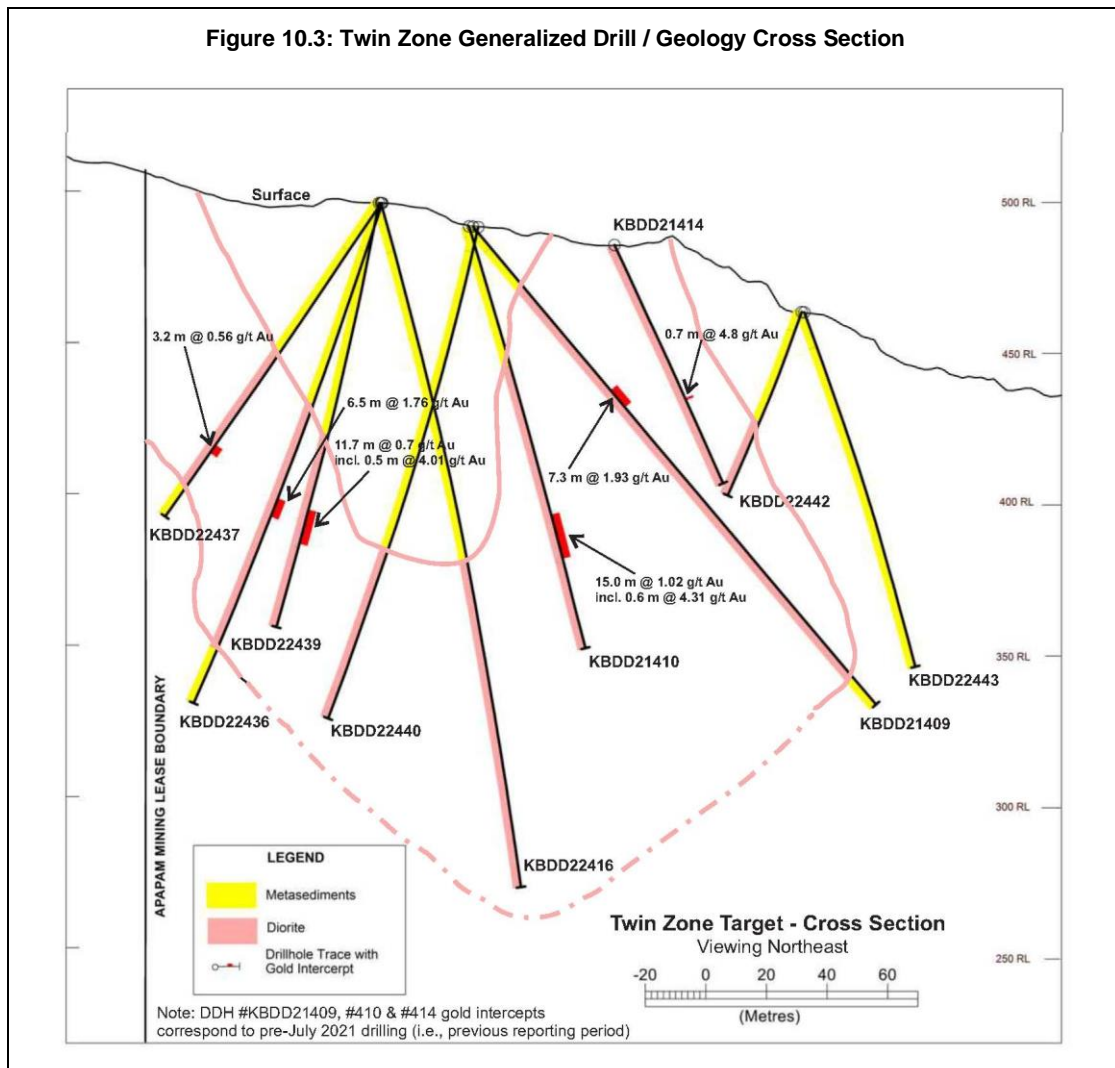 Figure 10.3: Twin Zone Generalized Drill / Geology Cross Section
Surface
500 RL
KBDD21414
3.2 m @ 0.56 g/t Au
0.7 m @ 4.8 g/t Au
450 RL
6.5 m @ 1.76 g/t Au
11.7 m @ 0.7 g/t Au
incl. 0.5 m @ 4.01 g/t Au
7.3 m @ 1.93 g/t Au
KBDD22442
400 RL
KBDD22437
15.0 m @ 1.02 g/t Au
incl. 0.6 m @ 4.31 g/t Au
KBDD22439
KBDD21410
350 RL
KBDD22443
KBDD22436
KBDD22440
KBDD21409
APAPAM MINING LEASE BOUNDARY
300 RL
LEGEND
Metasediments
Diorite
Drillhole Trace with
Gold Intercerpt
KBDD22416
Twin Zone Target - Cross Section
Viewing Northeast
250 RL
-20 0 20 40 60
(Metres)
Note: DDH #KBDD21409, #410 & #414 gold intercepts
correspond to pre-July 2021 drilling (i.e., previous reporting period)